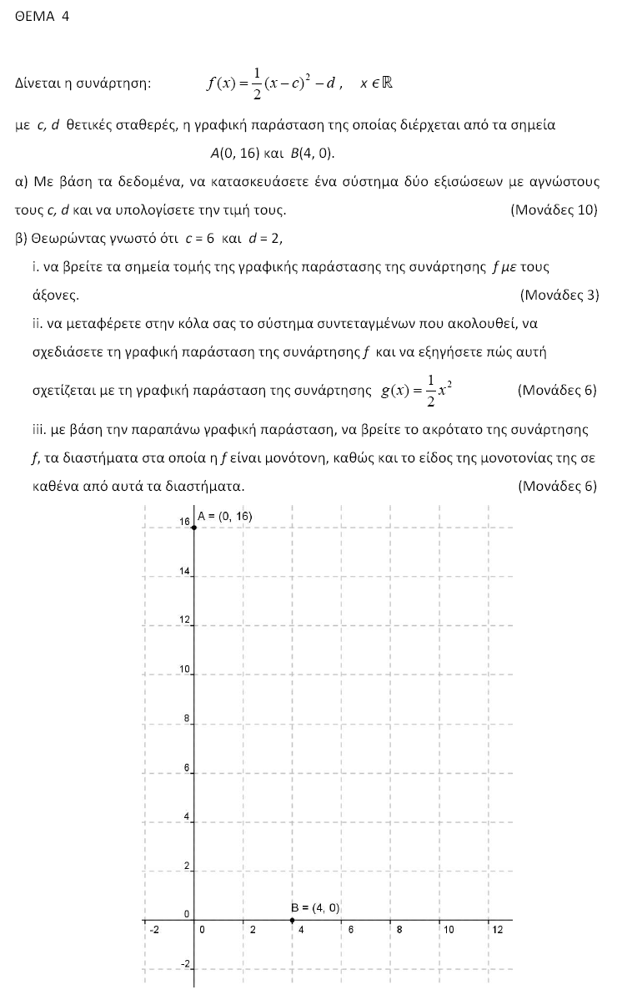 ΘΕΜΑ 4
Δίνεται η συνάρτηση: f(x) = \frac{1}{2}(x − c)^2 − d , x ∈ ℝ
με c, d θετικές σταθερές, η γραφική παράσταση της οποίας διέρχεται από τα σημεία
A(0, 16) και B(4, 0).
α) Με βάση τα δεδομένα, να κατασκευάσετε ένα σύστημα δύο εξισώσεων με αγνώστους
τους c, d και να υπολογίσετε την τιμή τους. (Μονάδες 10)
β) Θεωρώντας γνωστό ότι c = 6 και d = 2,
i. να βρείτε τα σημεία τομής της γραφικής παράστασης της συνάρτησης f με τους
άξονες. (Μονάδες 3)
ii. να μεταφέρετε στην κόλα σας το σύστημα συντεταγμένων που ακολουθεί, να
σχεδιάσετε τη γραφική παράσταση της συνάρτησης f και να εξηγήσετε πώς αυτή
σχετίζεται με τη γραφική παράσταση της συνάρτησης g(x) = \frac{1}{2}x^2 (Μονάδες 6)
iii. με βάση την παραπάνω γραφική παράσταση, να βρείτε το ακρότατο της συνάρτησης
f, τα διαστήματα στα οποία η f είναι μονότονη, καθώς και το είδος της μονοτονίας της σε
καθένα από αυτά τα διαστήματα. (Μονάδες 6)
16 A = (0, 16)
14
12
10
8
6
4
2
0 B = (4, 0)
-2 0 2 4 6 8 10 12
-2